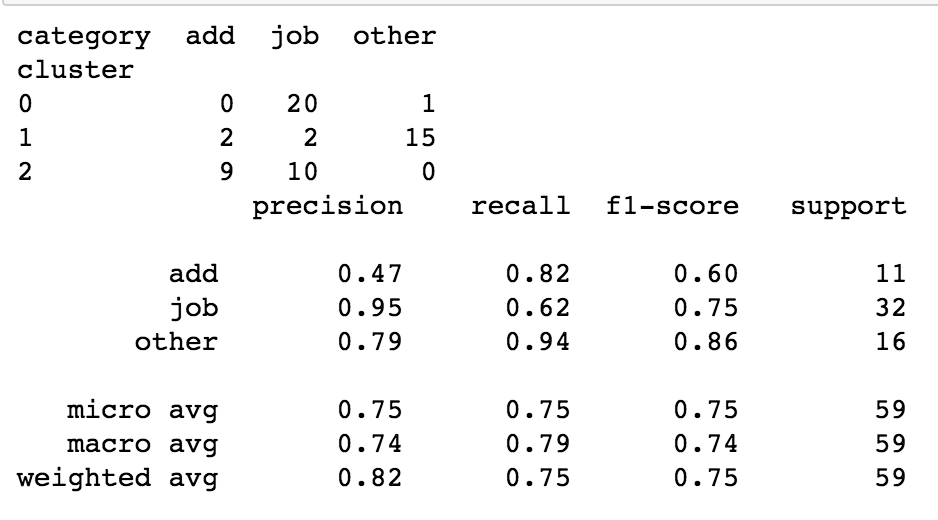 category add job other
cluster
0 0 20 1
1 2 2 15
2 9 10 0
precision recall f1-score support
add 0.47 0.82 0.60 11
job 0.95 0.62 0.75 32
other 0.79 0.94 0.86 16
micro avg 0.75 0.75 0.75 59
macro avg 0.74 0.79 0.74 59
weighted avg 0.82 0.75 0.75 59